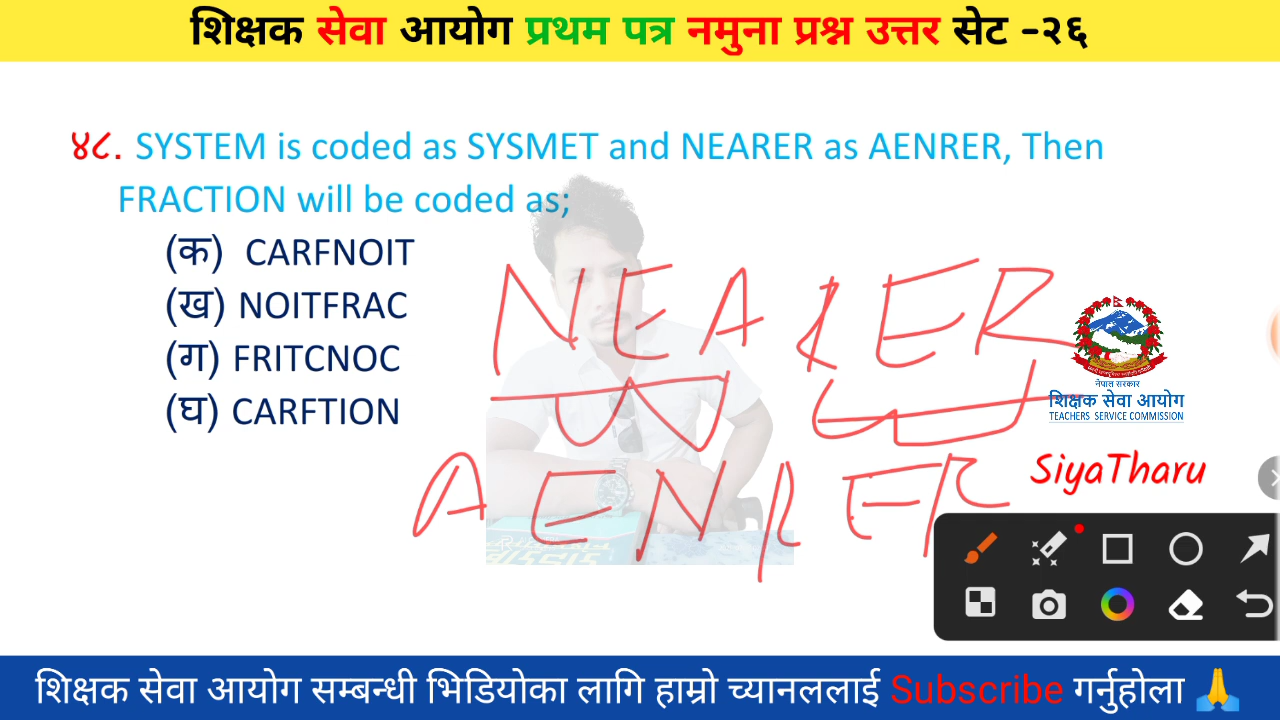 शिक्षक सेवा आयोग प्रथम पत्र नमुना प्रश्न उत्तर सेट -२६
४८. SYSTEM is coded as SYSMET and NEARER as AENRER, Then
FRACTION will be coded as;
(क) CARFNOIT
(ख) NOITFRAC
(ग) FRITCNOC
(घ) CARFTION
NEARER
नेपाल सरकार
शिक्षक सेवा आयोग
TEACHERS SERVICE COMMISSION
AENRER
SiyaTharu
शिक्षक सेवा आयोग सम्बन्धी भिडियोका लागि हाम्रो च्यानललाई Subscribe गर्नुहोला 🙏